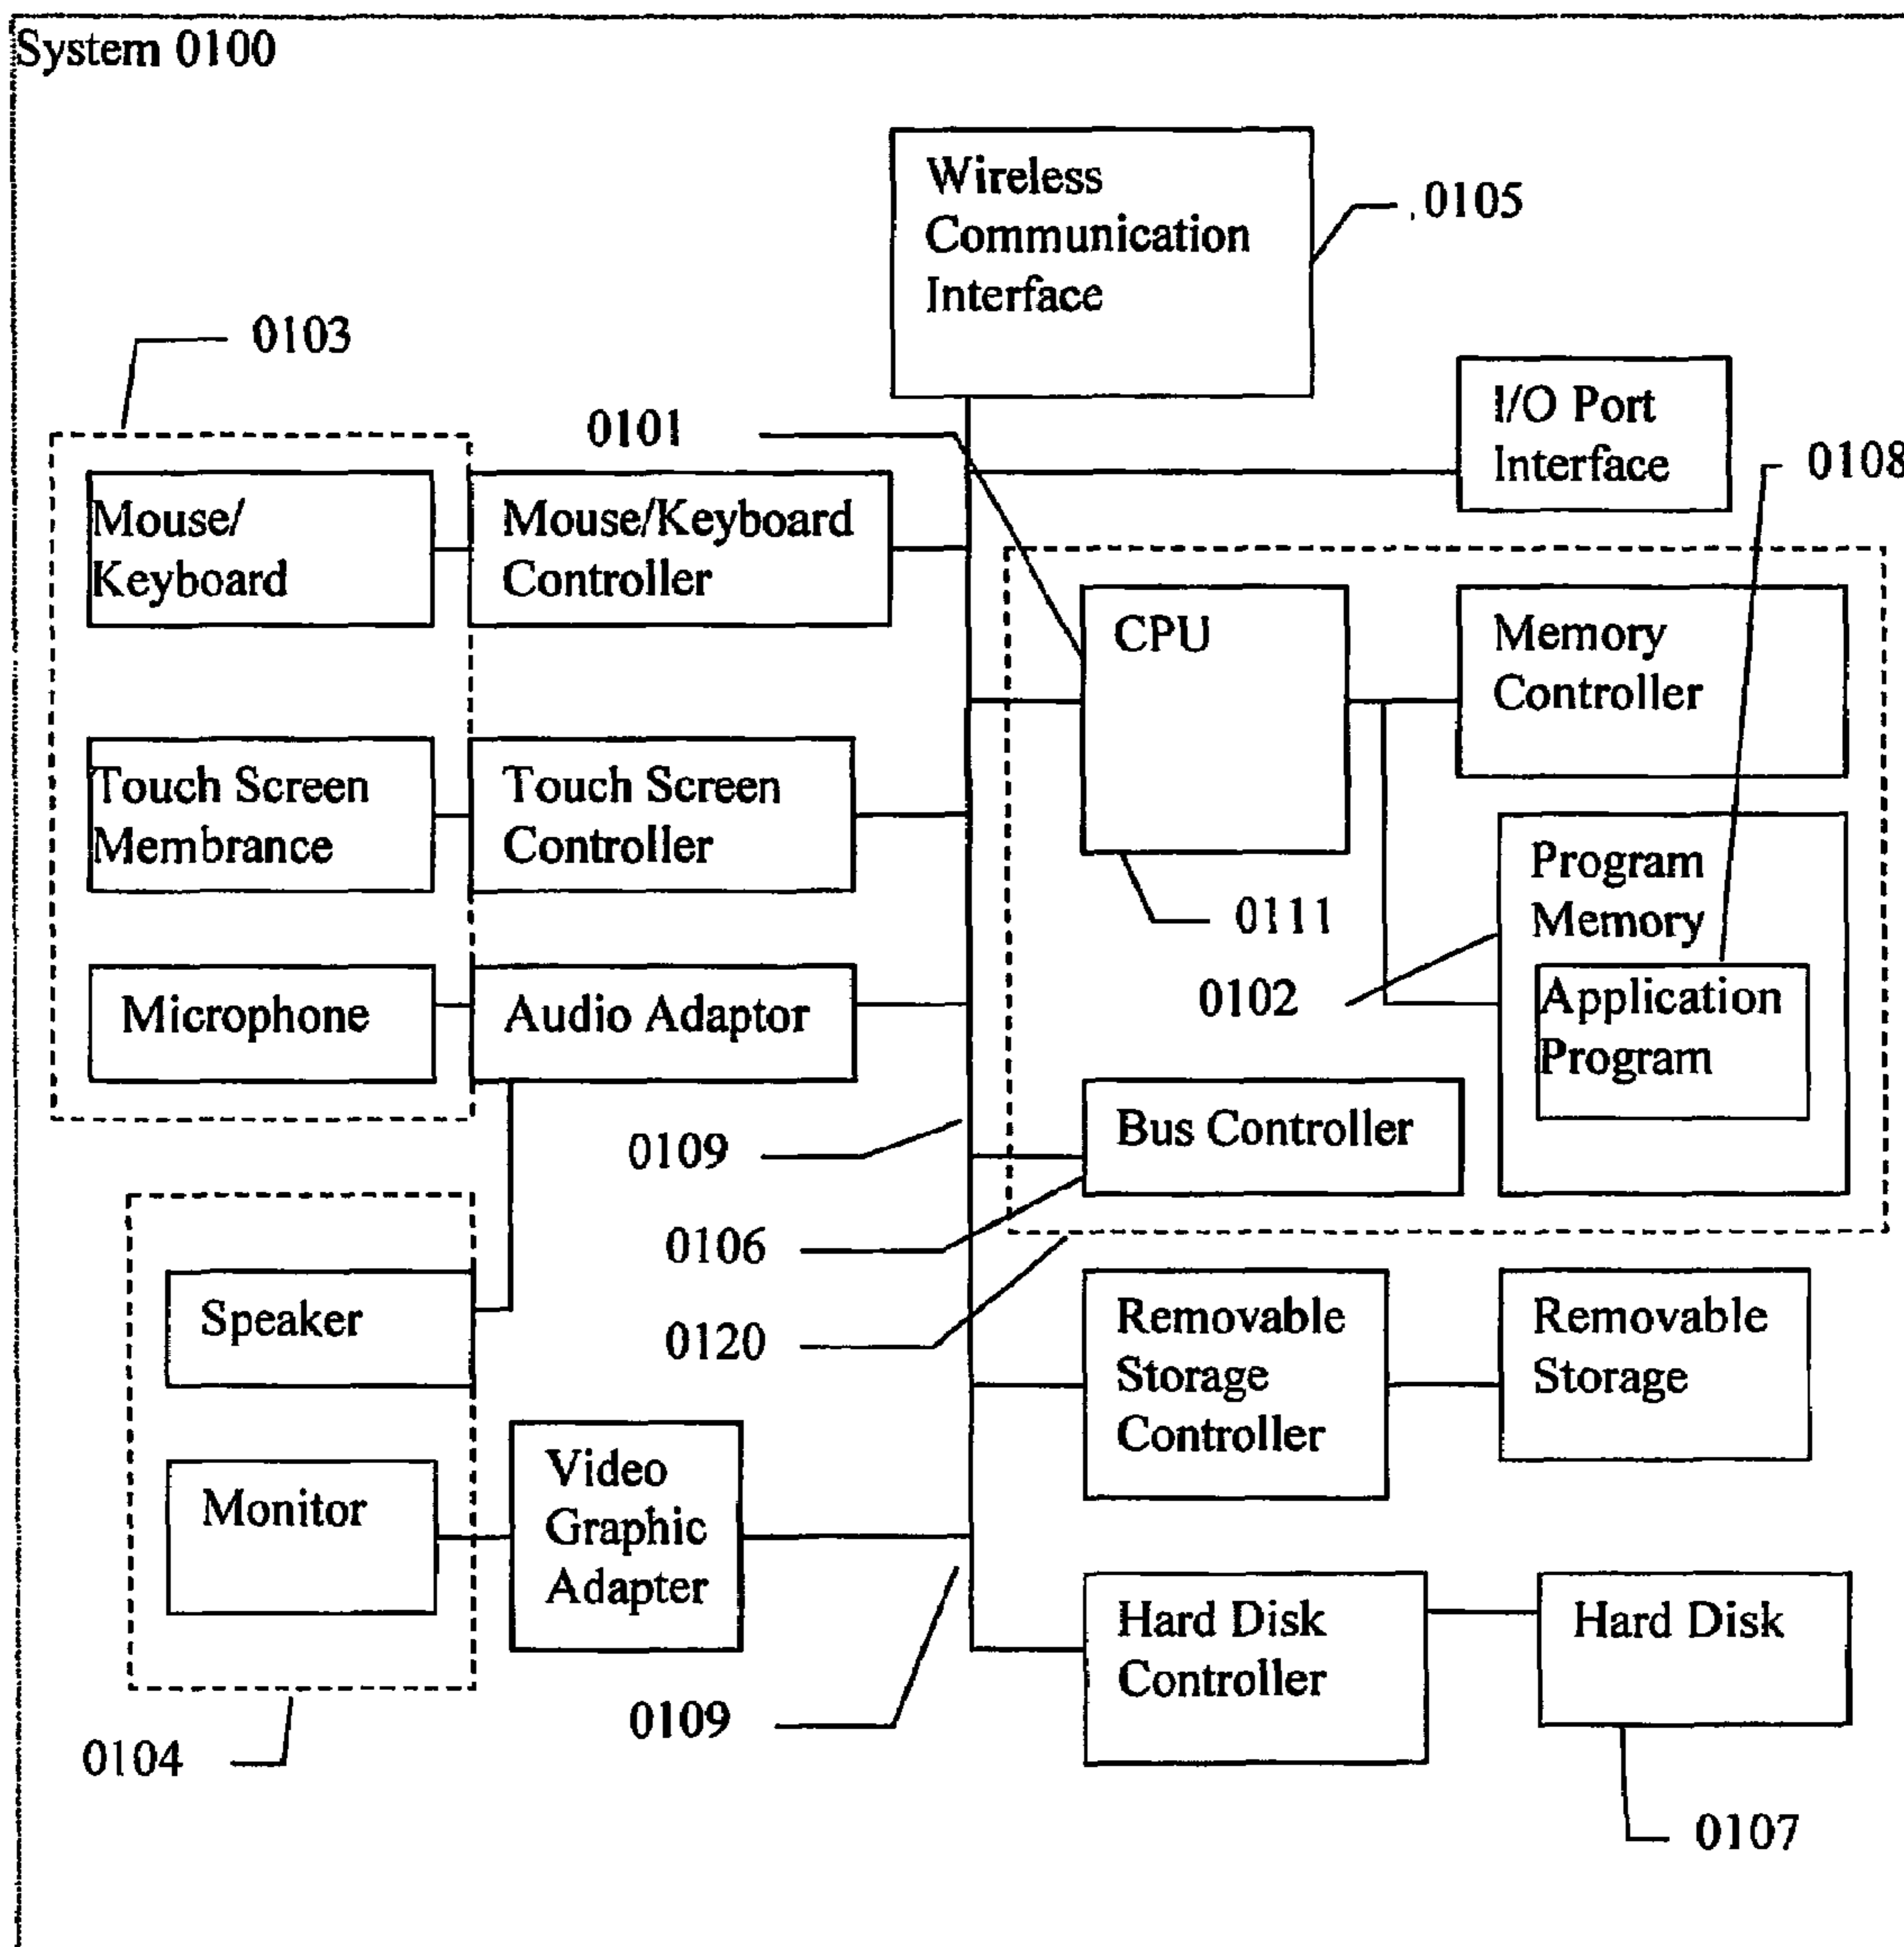 System 0100
Wireless
Communication
Interface
.0105
0103
0101
I/O Port
Interface
0108
Mouse/
Keyboard
Mouse/Keyboard
Controller
CPU
Memory
Controller
Touch Screen
Membrance
Touch Screen
Controller
Program
Memory
0111
0102
Application
Program
Microphone
Audio Adaptor
0109
Bus Controller
0106
0120
Speaker
Removable
Storage
Controller
Removable
Storage
Monitor
Video
Graphic
Adapter
Hard Disk
Controller
Hard Disk
0109
0104
0107